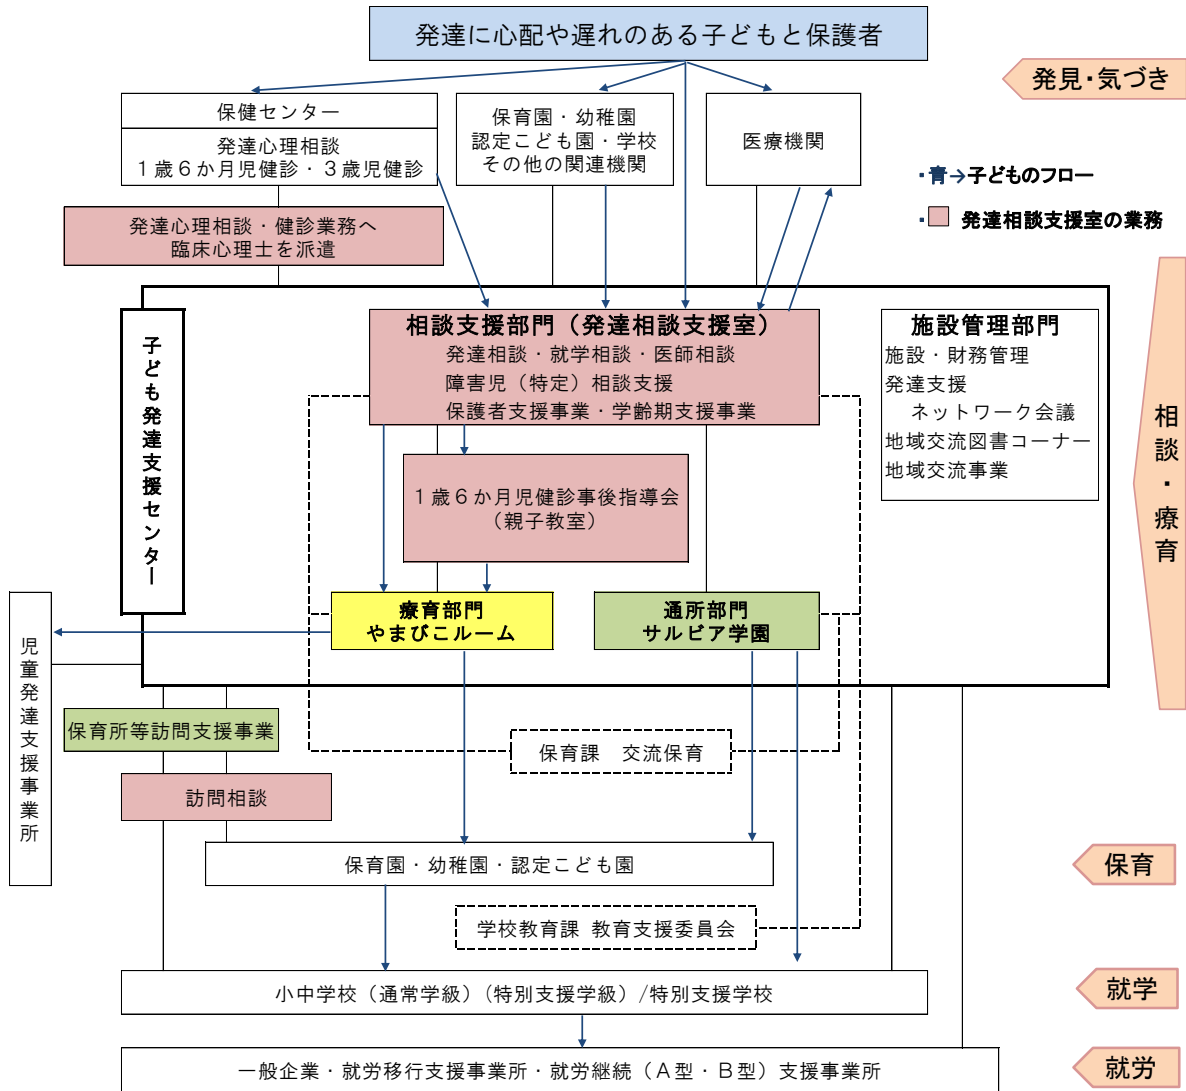 発達に心配や遅れのある子どもと保護者
発見・気づき
保健センター
発達心理相談
１歳６か月児健診・３歳児健診
保育園・幼稚園
認定こども園・学校
その他の関連機関
医療機関
・青→子どものフロー
・ 発達相談支援室の業務
発達心理相談・健診業務へ
臨床心理士を派遣
子ども発達支援センター
相談支援部門（発達相談支援室）
発達相談・就学相談・医師相談
障害児（特定）相談支援
保護者支援事業・学齢期支援事業
施設管理部門
施設・財務管理
発達支援
ネットワーク会議
地域交流図書コーナー
地域交流事業
相談・療育
１歳６か月児健診事後指導会
（親子教室）
療育部門
やまびこルーム
通所部門
サルビア学園
児童発達支援事業所
保育所等訪問支援事業
保育課　交流保育
訪問相談
保育園・幼稚園・認定こども園
保育
学校教育課 教育支援委員会
小中学校（通常学級）（特別支援学級）/特別支援学校
就学
一般企業・就労移行支援事業所・就労継続（Ａ型・Ｂ型）支援事業所
就労